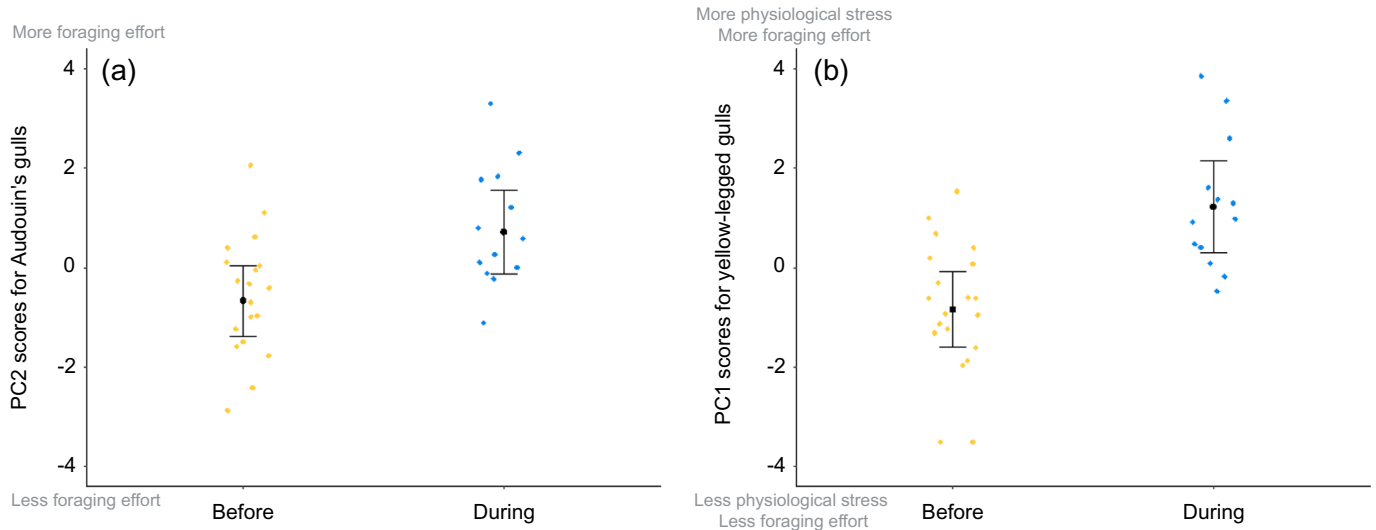 More foraging effort
(a)
PC2 scores for Audouin's gulls
4
2
0
-2
-4
Less foraging effort
Before
During
More physiological stress
More foraging effort
(b)
PC1 scores for yellow-legged gulls
4
2
0
-2
-4
Less physiological stress
Less foraging effort
Before
During